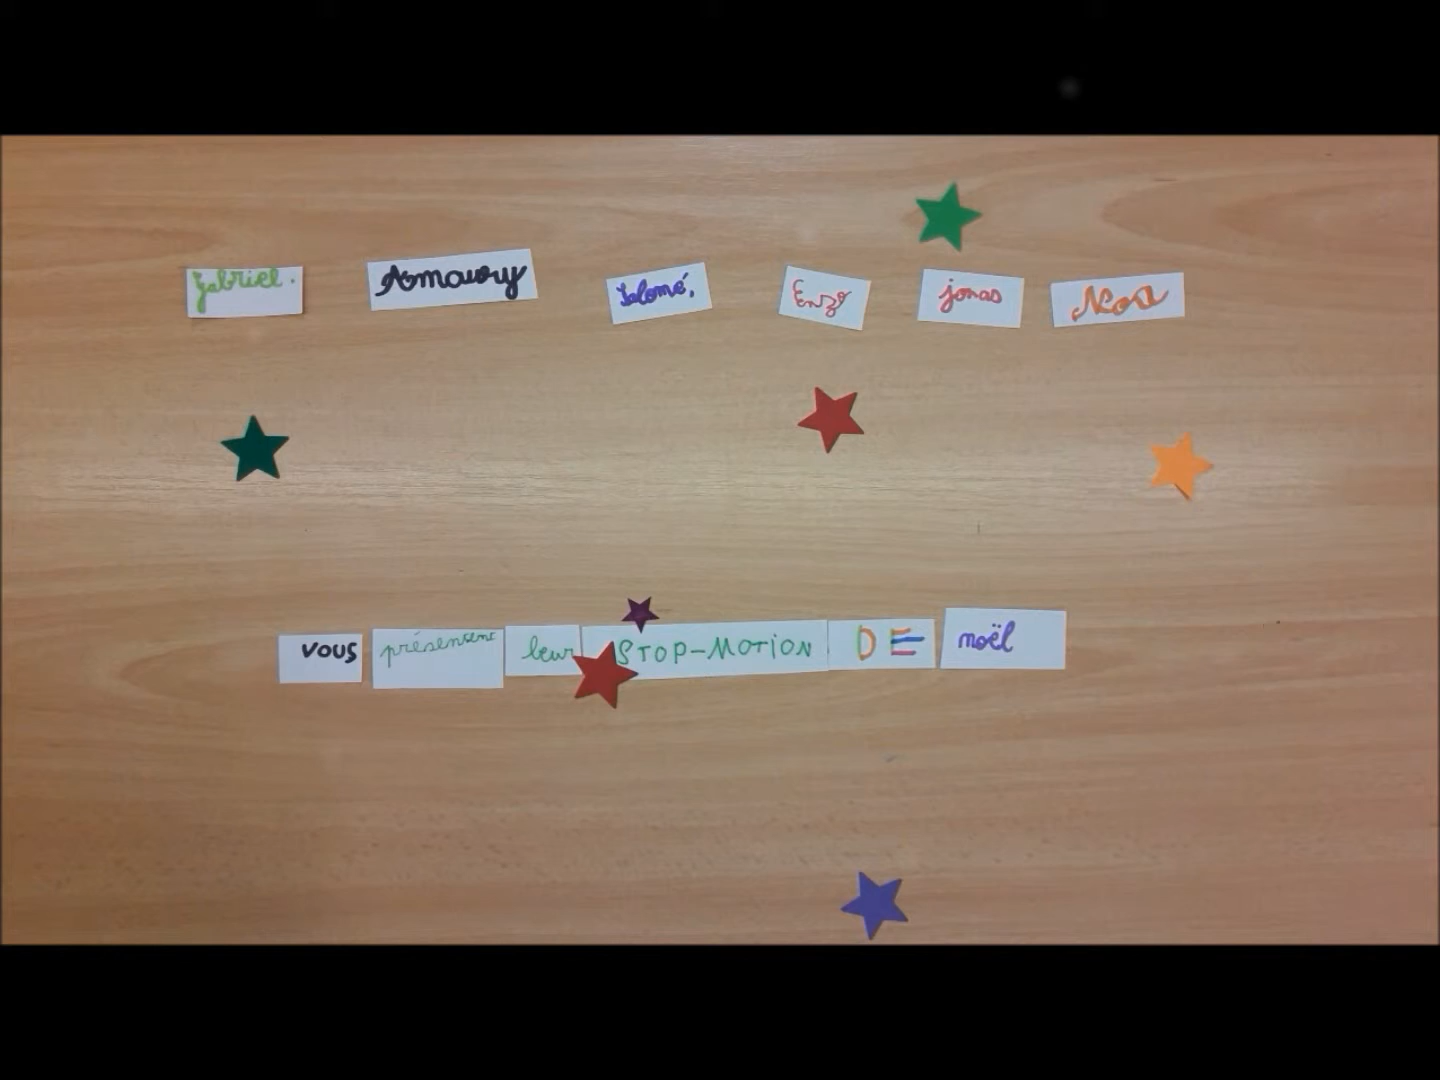 Gabriel. Amaury Salomé, Enzo jonas Noa
vous présentent leur STOP-MOTION DE noël